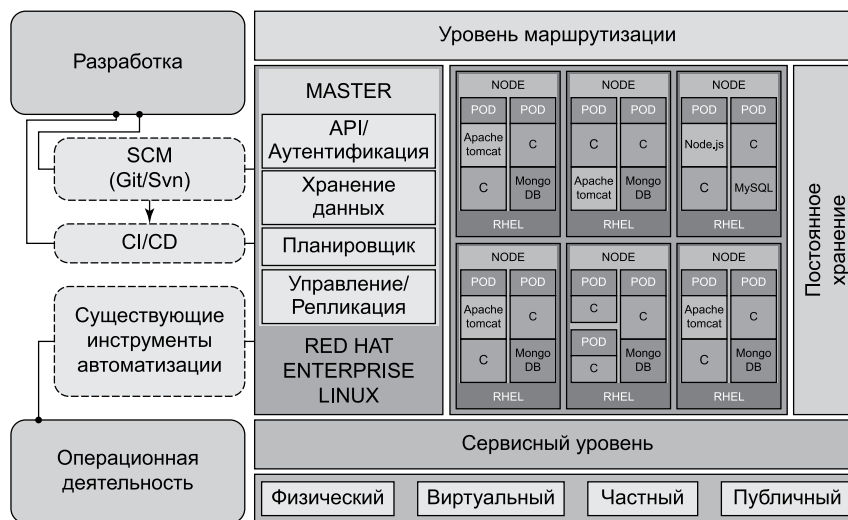 Разработка
SCM
(Git/Svn)
CI/CD
Существующие
инструменты
автоматизации
Операционная
деятельность
Уровень маршрутизации
MASTER
API/
Аутентификация
Хранение
данных
Планировщик
Управление/
Репликация
RED HAT
ENTERPRISE
LINUX
NODE
POD POD
Apache
tomcat
C
C
Mongo
DB
RHEL
NODE
POD POD
C
C
Apache
tomcat
Mongo
DB
RHEL
NODE
POD POD
Node.js
C
C
MySQL
RHEL
NODE
POD POD
Apache
tomcat
C
C
Mongo
DB
RHEL
NODE
POD POD
C
C
POD
C
Mongo
DB
RHEL
NODE
POD POD
Apache
tomcat
C
C
Mongo
DB
RHEL
Постоянное
хранение
Сервисный уровень
Физический
Виртуальный
Частный
Публичный